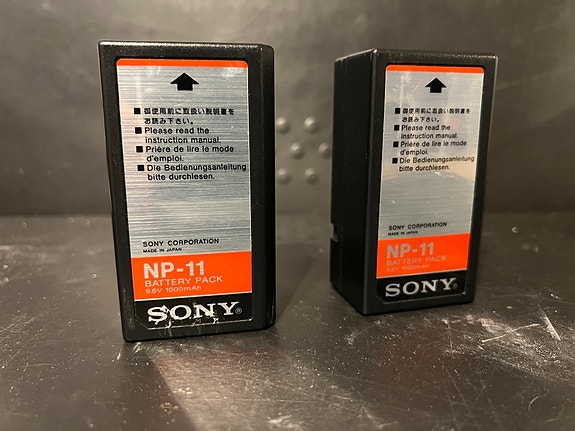 ■ 御使用前に取扱い説明書を
お読み下さい。
■ Please read the
instruction manual.
■ Prière de lire le mode
d'emploi.
■ Die Bedienungsanleitung
bitte durchlesen.
SONY CORPORATION
MADE IN JAPAN
NP-11
BATTERY PACK
9.6V 1000mAh
SONY®
■ 御使用前に取扱い説明書を
お読み下さい。
■ Please read the
instruction manual.
■ Prière de lire le mode
d'emploi.
■ Die Bedienungsanleitung
bitte durchlesen.
SONY CORPORATION
MADE IN JAPAN
NP-11
BATTERY PACK
9.6V 1000mAh
SONY®